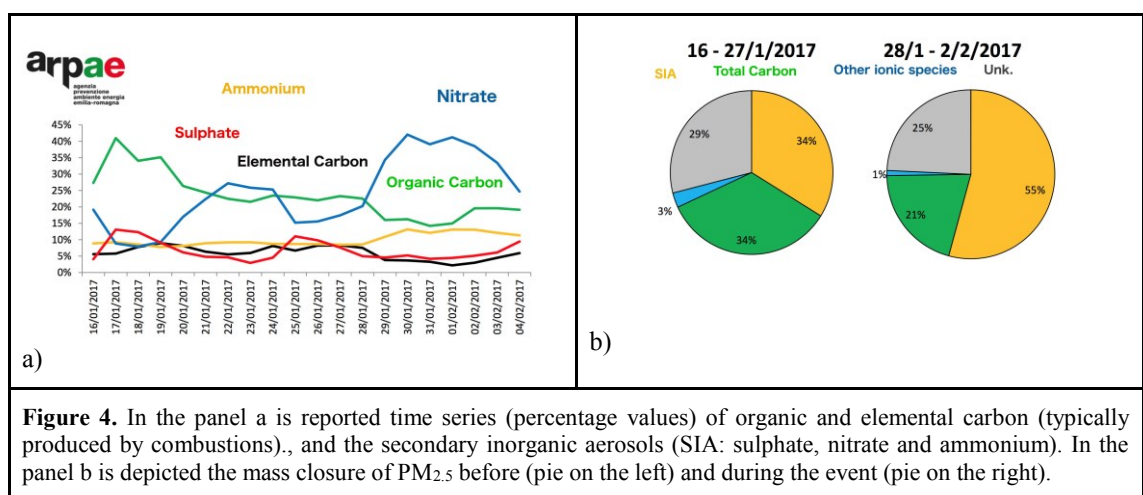 arpae
agenzia
prevenzione
ambiente energia
emilia-romagna
Ammonium
Nitrate
Sulphate
Elemental Carbon
Organic Carbon
45%
40%
35%
30%
25%
20%
15%
10%
5%
0%
16/01/2017
17/01/2017
18/01/2017
19/01/2017
20/01/2017
21/01/2017
22/01/2017
23/01/2017
24/01/2017
25/01/2017
26/01/2017
27/01/2017
28/01/2017
29/01/2017
30/01/2017
31/01/2017
01/02/2017
02/02/2017
03/02/2017
04/02/2017
a)
16 - 27/1/2017 28/1 - 2/2/2017
SIA Total Carbon Other ionic species Unk.
29%
34%
3%
34%
25%
1%
55%
21%
b)
Figure 4. In the panel a is reported time series (percentage values) of organic and elemental carbon (typically
produced by combustions)., and the secondary inorganic aerosols (SIA: sulphate, nitrate and ammonium). In the
panel b is depicted the mass closure of PM2.5 before (pie on the left) and during the event (pie on the right).